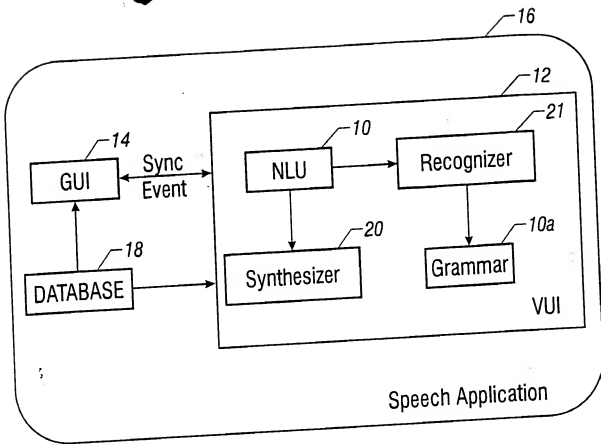 16
12
14
10
21
GUI
Sync
Event
NLU
Recognizer
18
20
10a
DATABASE
Synthesizer
Grammar
VUI
Speech Application